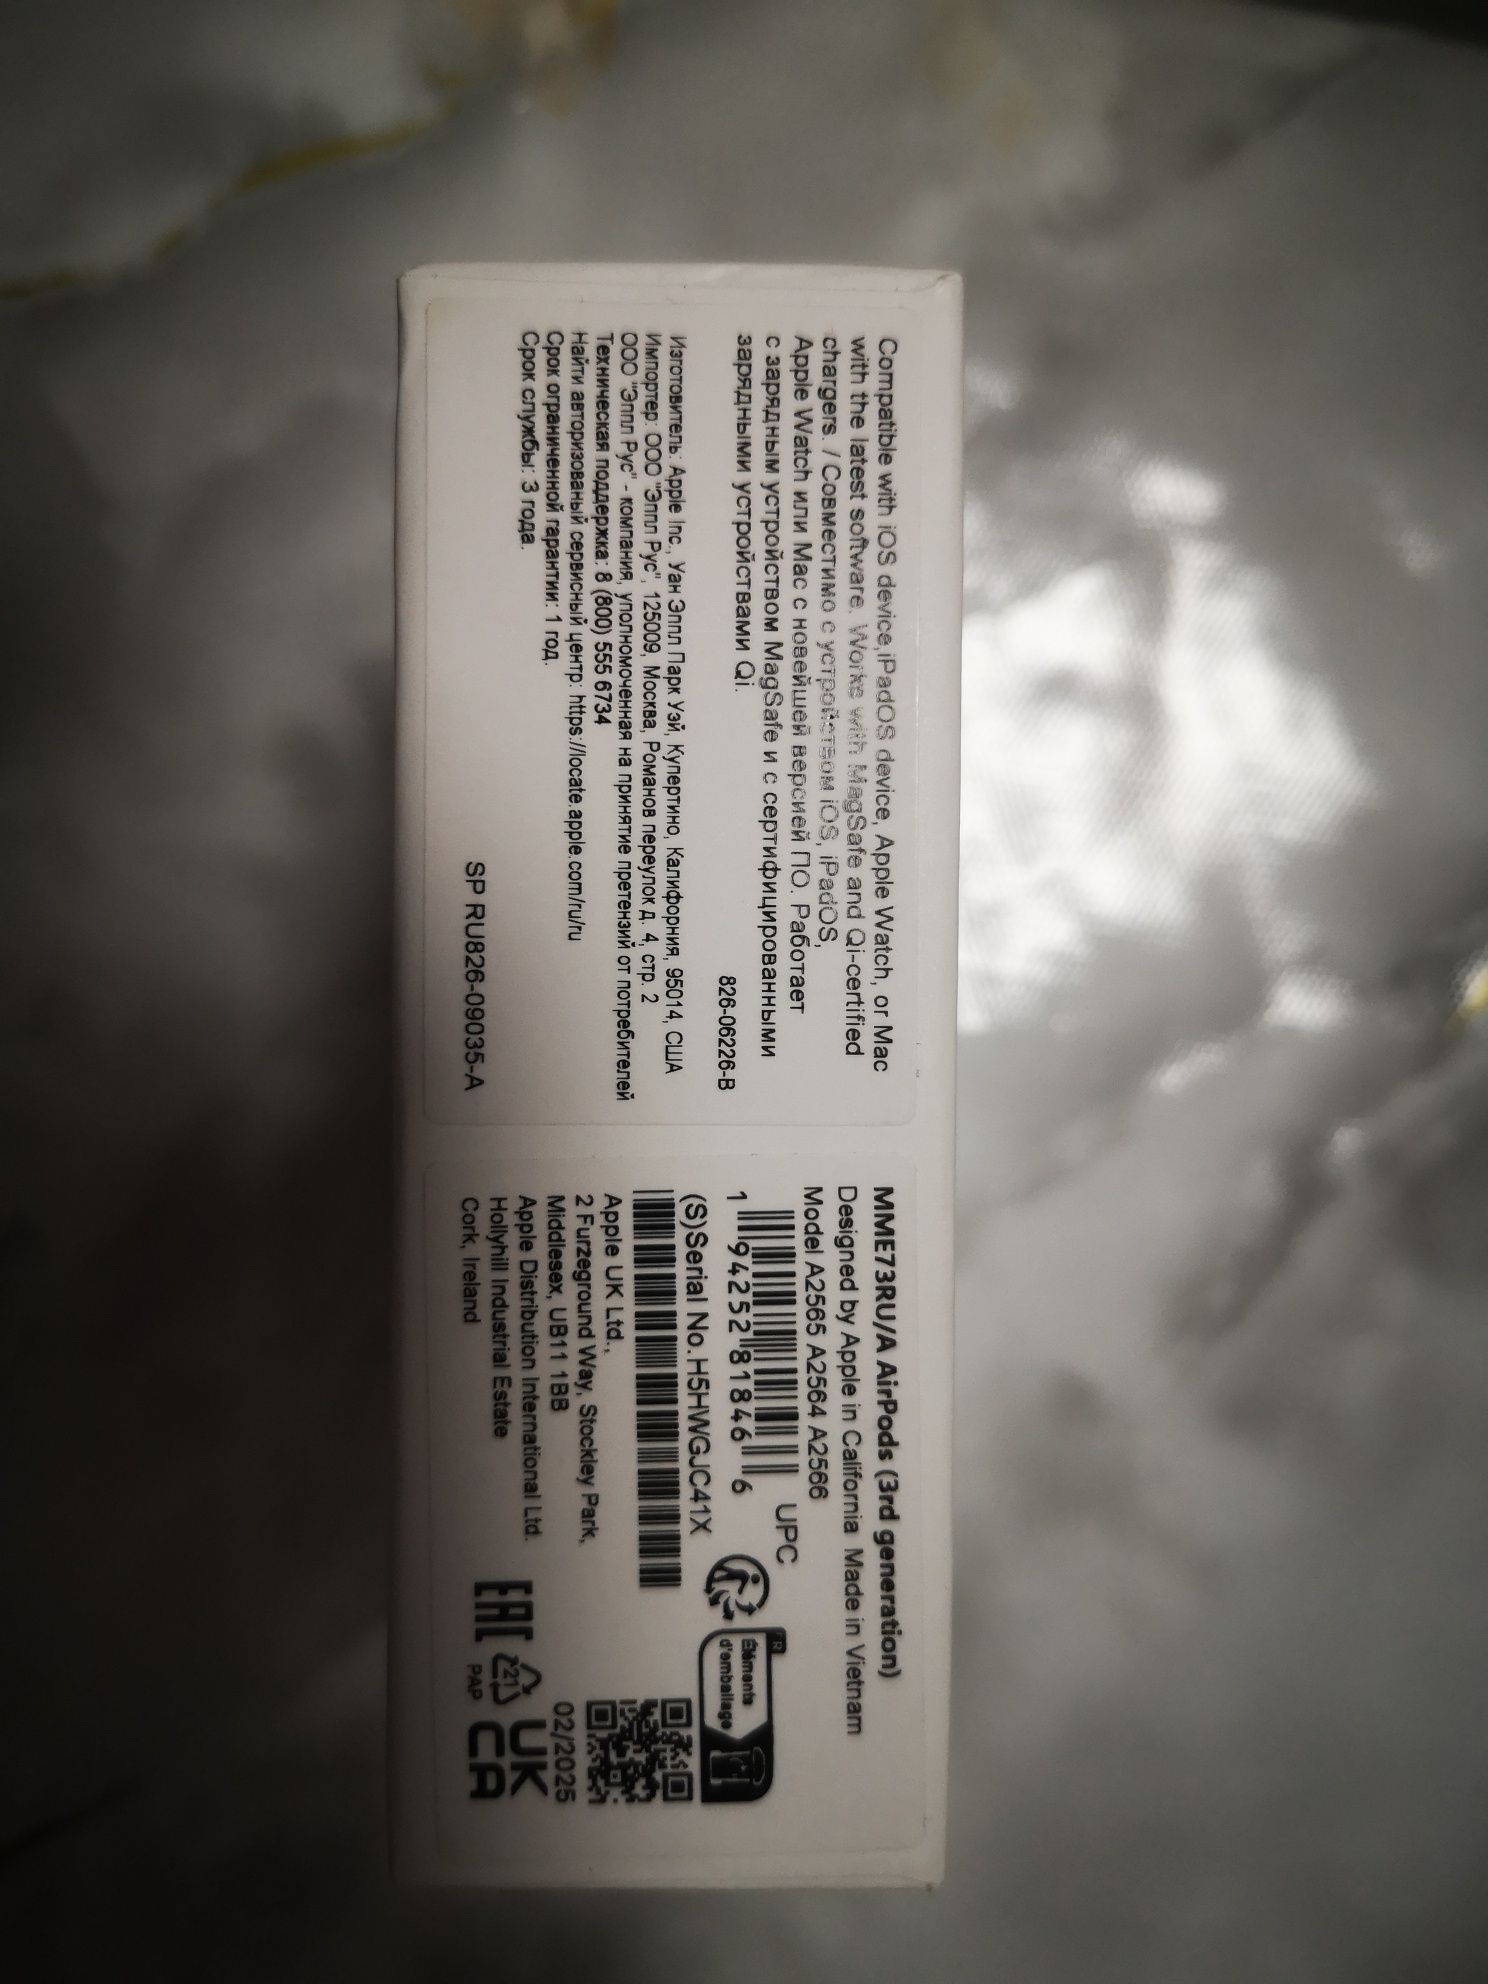 Compatible with iOS device,iPadOS device, Apple Watch, or Mac
with the latest software. Works with MagSafe and Qi-certified
chargers. / Совместимо с устройством iOS, iPadOS,
Apple Watch или Mac с новейшей версией ПО. Работает
с зарядным устройством MagSafe и с сертифицированными
зарядными устройствами Qi.
826-06226-B
Изготовитель: Apple Inc., Уан Эппл Парк Уэй, Купертино, Калифорния, 95014, США
Импортер: ООО "Эппл Рус", 125009, Москва, Романов переулок д. 4, стр. 2
ООО "Эппл Рус" - компания, уполномоченная на принятие претензий от потребителей
Техническая поддержка: 8 (800) 555 6734
Найти авторизованый сервисный центр: https://locate.apple.com/ru/ru
Срок ограниченной гарантии: 1 год.
Срок службы: 3 года.
SP RU826-09035-A
MME73RU/A AirPods (3rd generation)
Designed by Apple in California Made in Vietnam
Model A2565 A2564 A2566
UPC
1 94252 81846 6
(S)Serial No.H5HWGJC41X
FR
Éléments
d'emballage
Apple UK Ltd.,
2 Furzeground Way, Stockley Park,
Middlesex, UB11 1BB
Apple Distribution International Ltd.
Hollyhill Industrial Estate
Cork, Ireland
02/2025
EAC
21
PAP
UK
CA